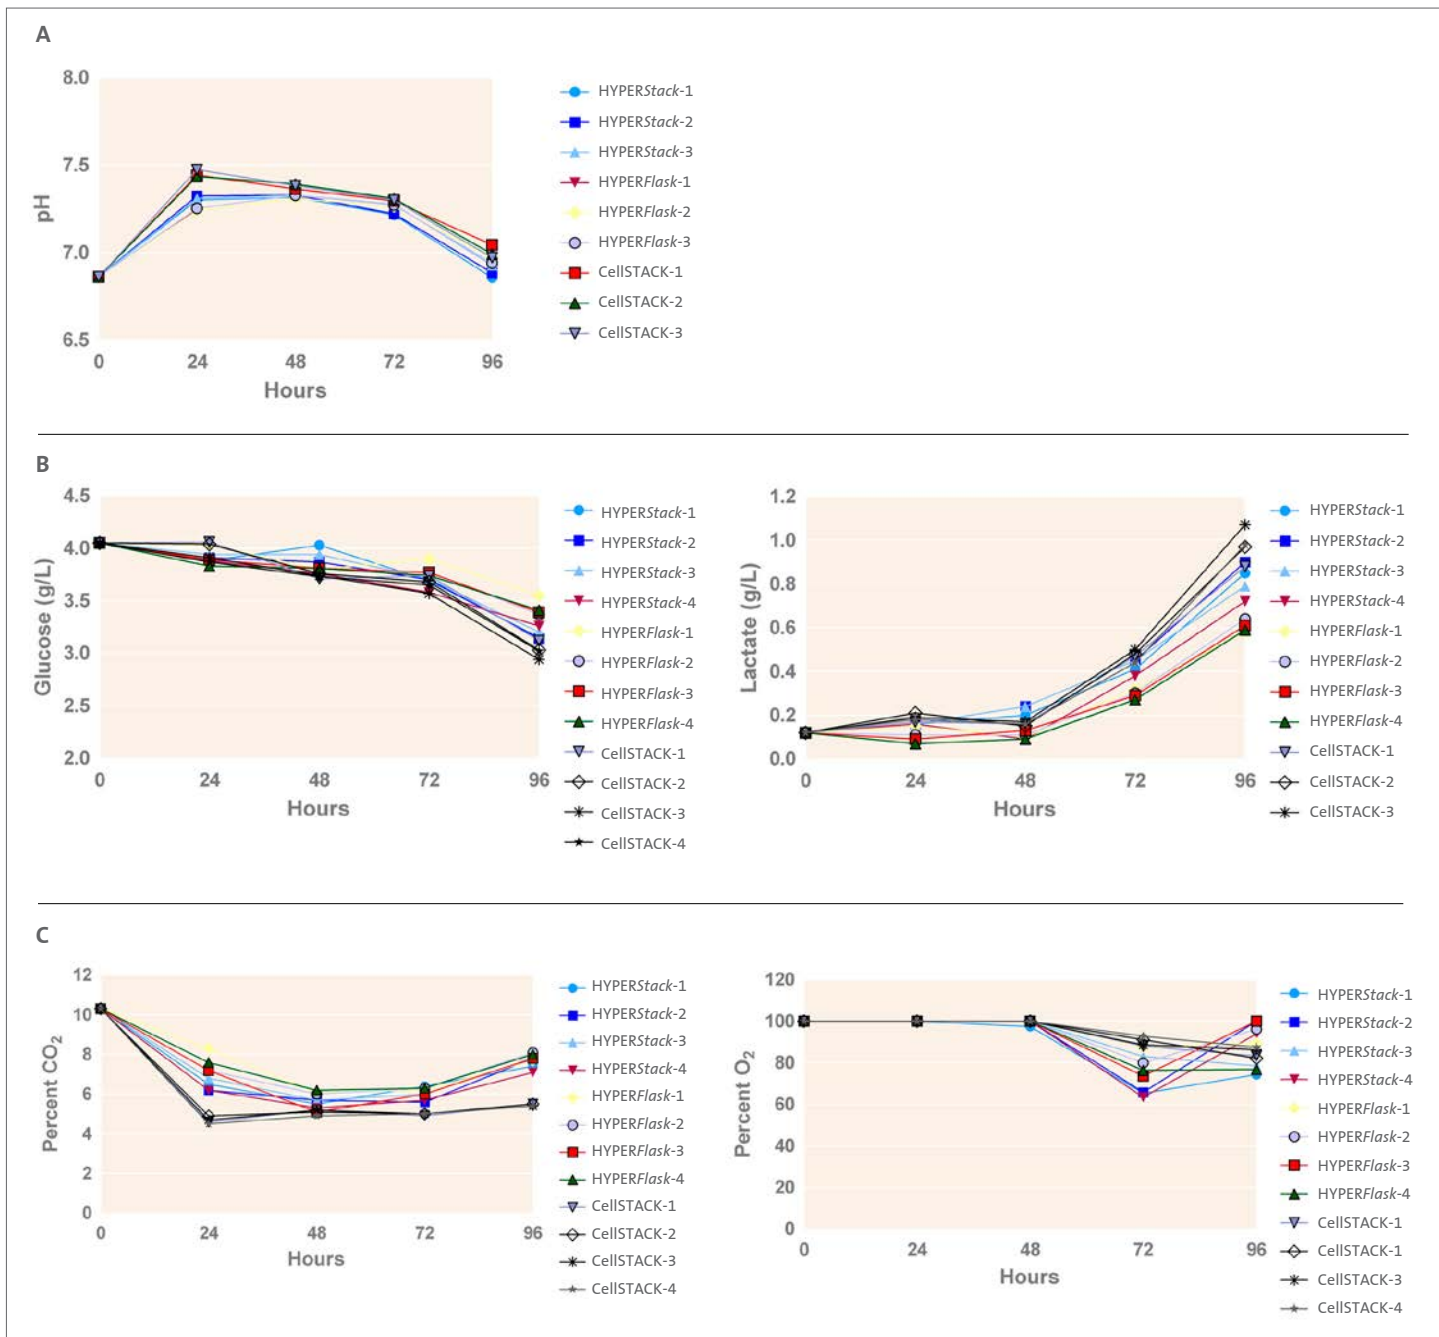 A
8.0
7.5
7.0
6.5
pH
0 24 48 72 96
Hours
HYPERStack-1
HYPERStack-2
HYPERStack-3
HYPERFlask-1
HYPERFlask-2
HYPERFlask-3
CellSTACK-1
CellSTACK-2
CellSTACK-3
B
4.5
4.0
3.5
3.0
2.5
2.0
Glucose (g/L)
0 24 48 72 96
Hours
HYPERStack-1
HYPERStack-2
HYPERStack-3
HYPERStack-4
HYPERFlask-1
HYPERFlask-2
HYPERFlask-3
HYPERFlask-4
CellSTACK-1
CellSTACK-2
CellSTACK-3
CellSTACK-4
1.2
1.0
0.8
0.6
0.4
0.2
0.0
Lactate (g/L)
0 24 48 72 96
Hours
HYPERStack-1
HYPERStack-2
HYPERStack-3
HYPERStack-4
HYPERFlask-1
HYPERFlask-2
HYPERFlask-3
HYPERFlask-4
CellSTACK-1
CellSTACK-2
CellSTACK-3
C
12
10
8
6
4
2
0
Percent CO2
0 24 48 72 96
Hours
HYPERStack-1
HYPERStack-2
HYPERStack-3
HYPERStack-4
HYPERFlask-1
HYPERFlask-2
HYPERFlask-3
HYPERFlask-4
CellSTACK-1
CellSTACK-2
CellSTACK-3
CellSTACK-4
120
100
80
60
40
20
0
Percent O2
0 24 48 72 96
Hours
HYPERStack-1
HYPERStack-2
HYPERStack-3
HYPERStack-4
HYPERFlask-1
HYPERFlask-2
HYPERFlask-3
HYPERFlask-4
CellSTACK-1
CellSTACK-1
CellSTACK-3
CellSTACK-4